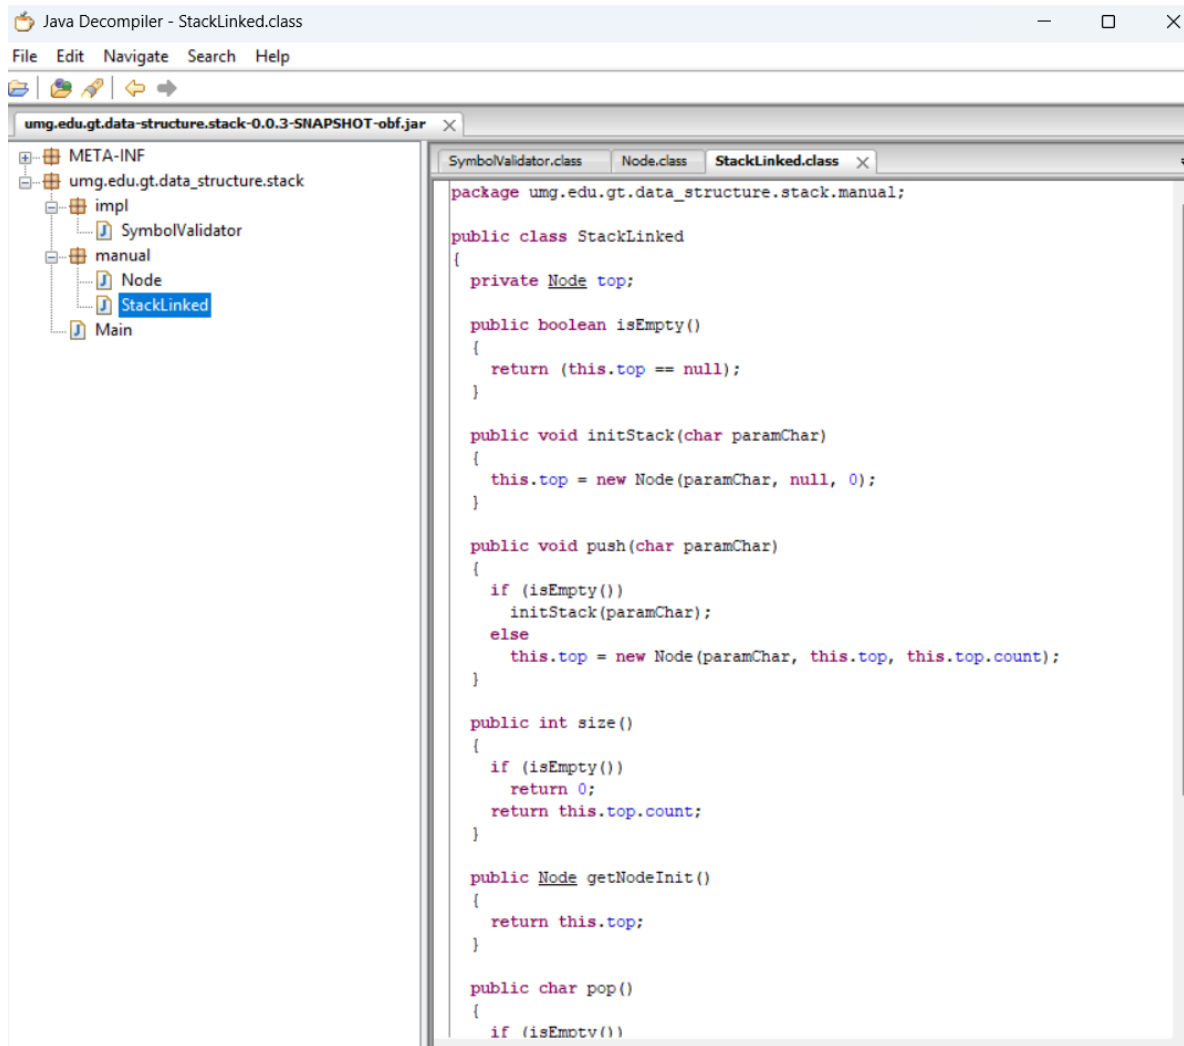 Java Decompiler - StackLinked.class
File Edit Navigate Search Help
umg.edu.gt.data-structure.stack-0.0.3-SNAPSHOT-obf.jar
META-INF
umg.edu.gt.data_structure.stack
impl
SymbolValidator
manual
Node
StackLinked
Main
SymbolValidator.class Node.class StackLinked.class
package umg.edu.gt.data_structure.stack.manual;
public class StackLinked
{
private Node top;
public boolean isEmpty()
{
return (this.top == null);
}
public void initStack(char paramChar)
{
this.top = new Node(paramChar, null, 0);
}
public void push(char paramChar)
{
if (isEmpty())
initStack(paramChar);
else
this.top = new Node(paramChar, this.top, this.top.count);
}
public int size()
{
if (isEmpty())
return 0;
return this.top.count;
}
public Node getNodeInit()
{
return this.top;
}
public char pop()
{
if (isEmpty())